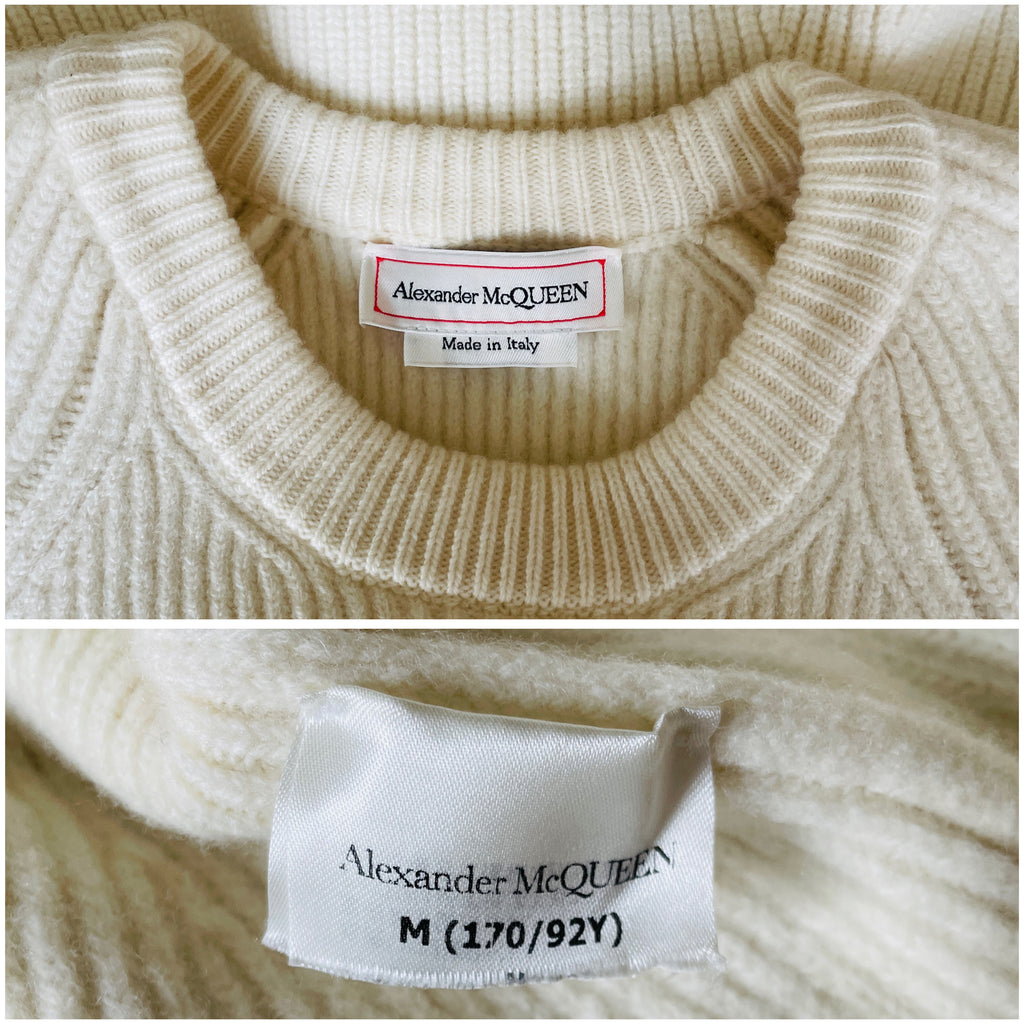 Alexander McQUEEN
Made in Italy
Alexander McQUEEN
M (170/92Y)